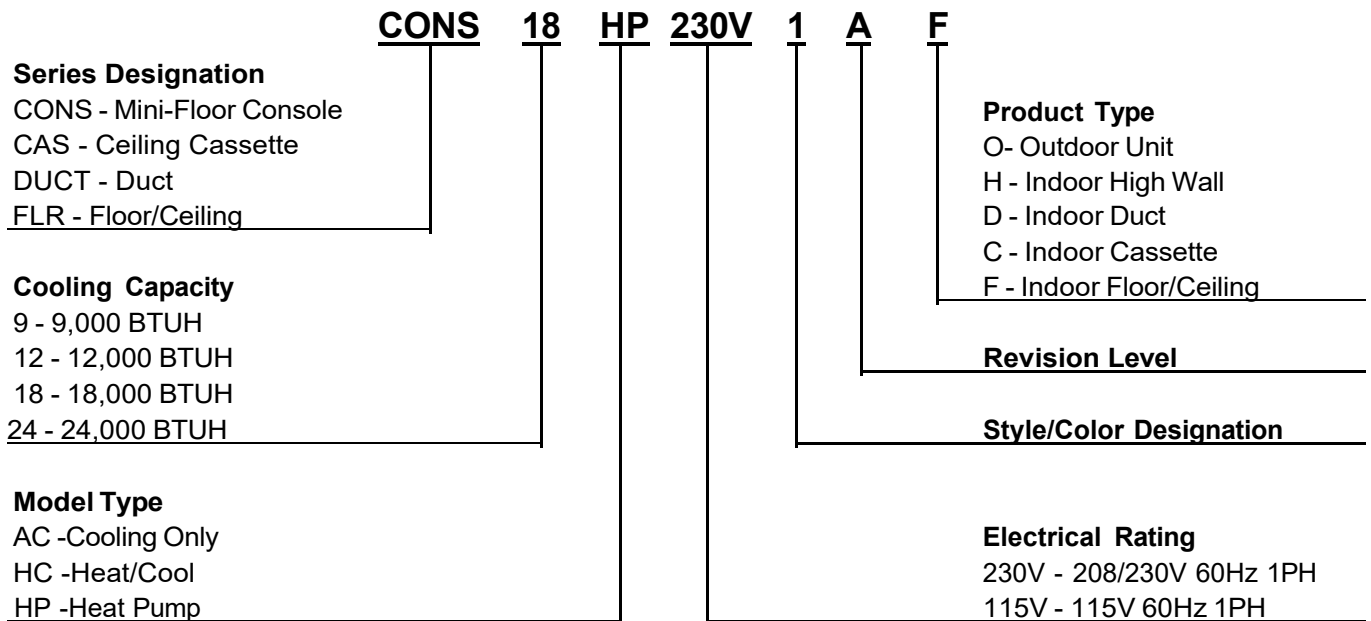 CONS 18 HP 230V 1 A F
Series Designation
CONS - Mini-Floor Console
CAS - Ceiling Cassette
DUCT - Duct
FLR - Floor/Ceiling
Cooling Capacity
9 - 9,000 BTUH
12 - 12,000 BTUH
18 - 18,000 BTUH
24 - 24,000 BTUH
Model Type
AC -Cooling Only
HC -Heat/Cool
HP -Heat Pump
Product Type
O- Outdoor Unit
H - Indoor High Wall
D - Indoor Duct
C - Indoor Cassette
F - Indoor Floor/Ceiling
Revision Level
Style/Color Designation
Electrical Rating
230V - 208/230V 60Hz 1PH
115V - 115V 60Hz 1PH